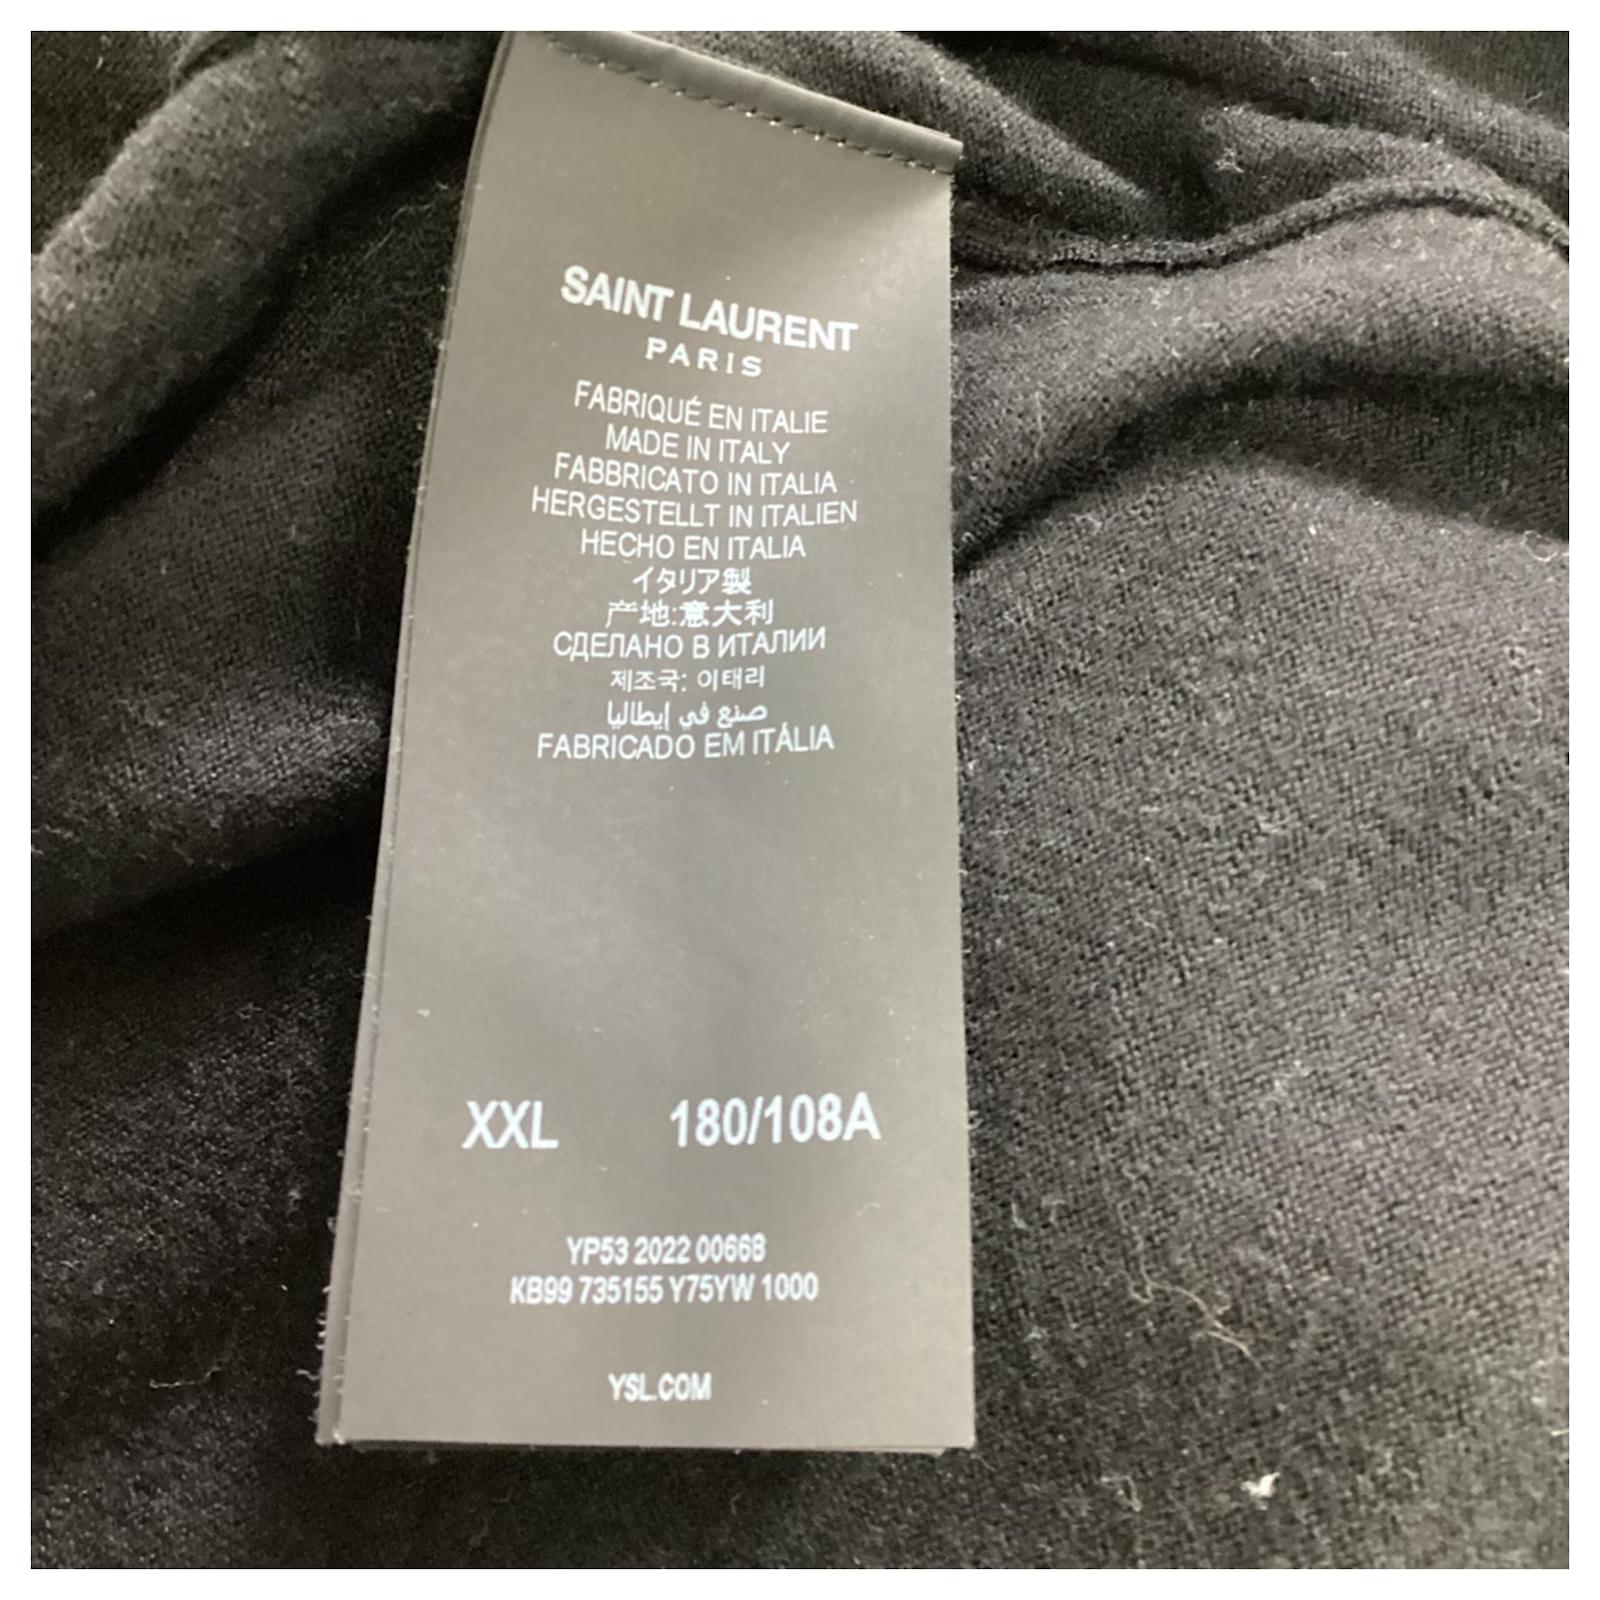 SAINT LAURENT
PARIS
FABRIQUÉ EN ITALIE
MADE IN ITALY
FABBRICATO IN ITALIA
HERGESTELLT IN ITALIEN
HECHO EN ITALIA
イタリア製
产地:意大利
СДЕЛАНО В ИТАЛИИ
제조국: 이태리
صنع في إيطاليا
FABRICADO EM ITÁLIA
XXL 180/108A
YP53 2022 0066B
KB99 735155 Y75YW 1000
YSL.COM